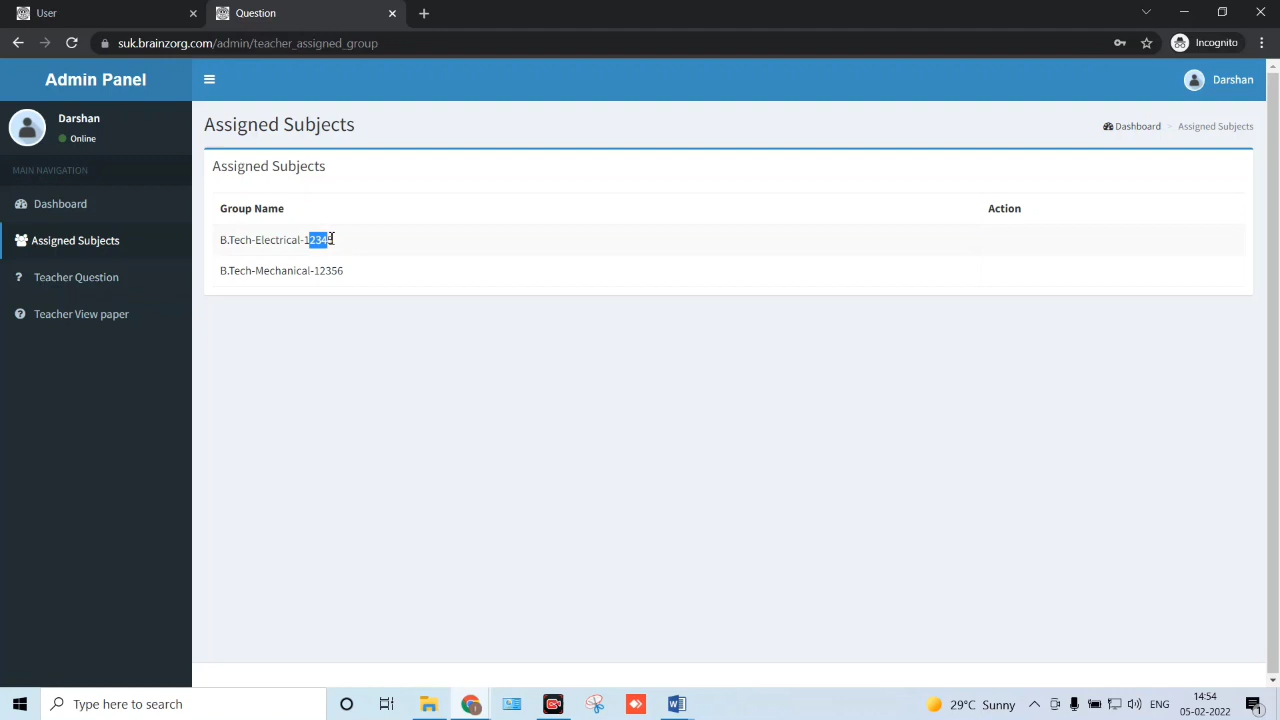 User
Question
suk.brainzorg.com/admin/teacher_assigned_group
Incognito
Admin Panel
Darshan
Darshan
Online
Assigned Subjects
Dashboard > Assigned Subjects
MAIN NAVIGATION
Dashboard
Assigned Subjects
Teacher Question
Teacher View paper
Assigned Subjects
Group Name Action
B.Tech-Electrical-12345
B.Tech-Mechanical-12356
Type here to search
29°C Sunny
ENG
14:54
05-02-2022
1